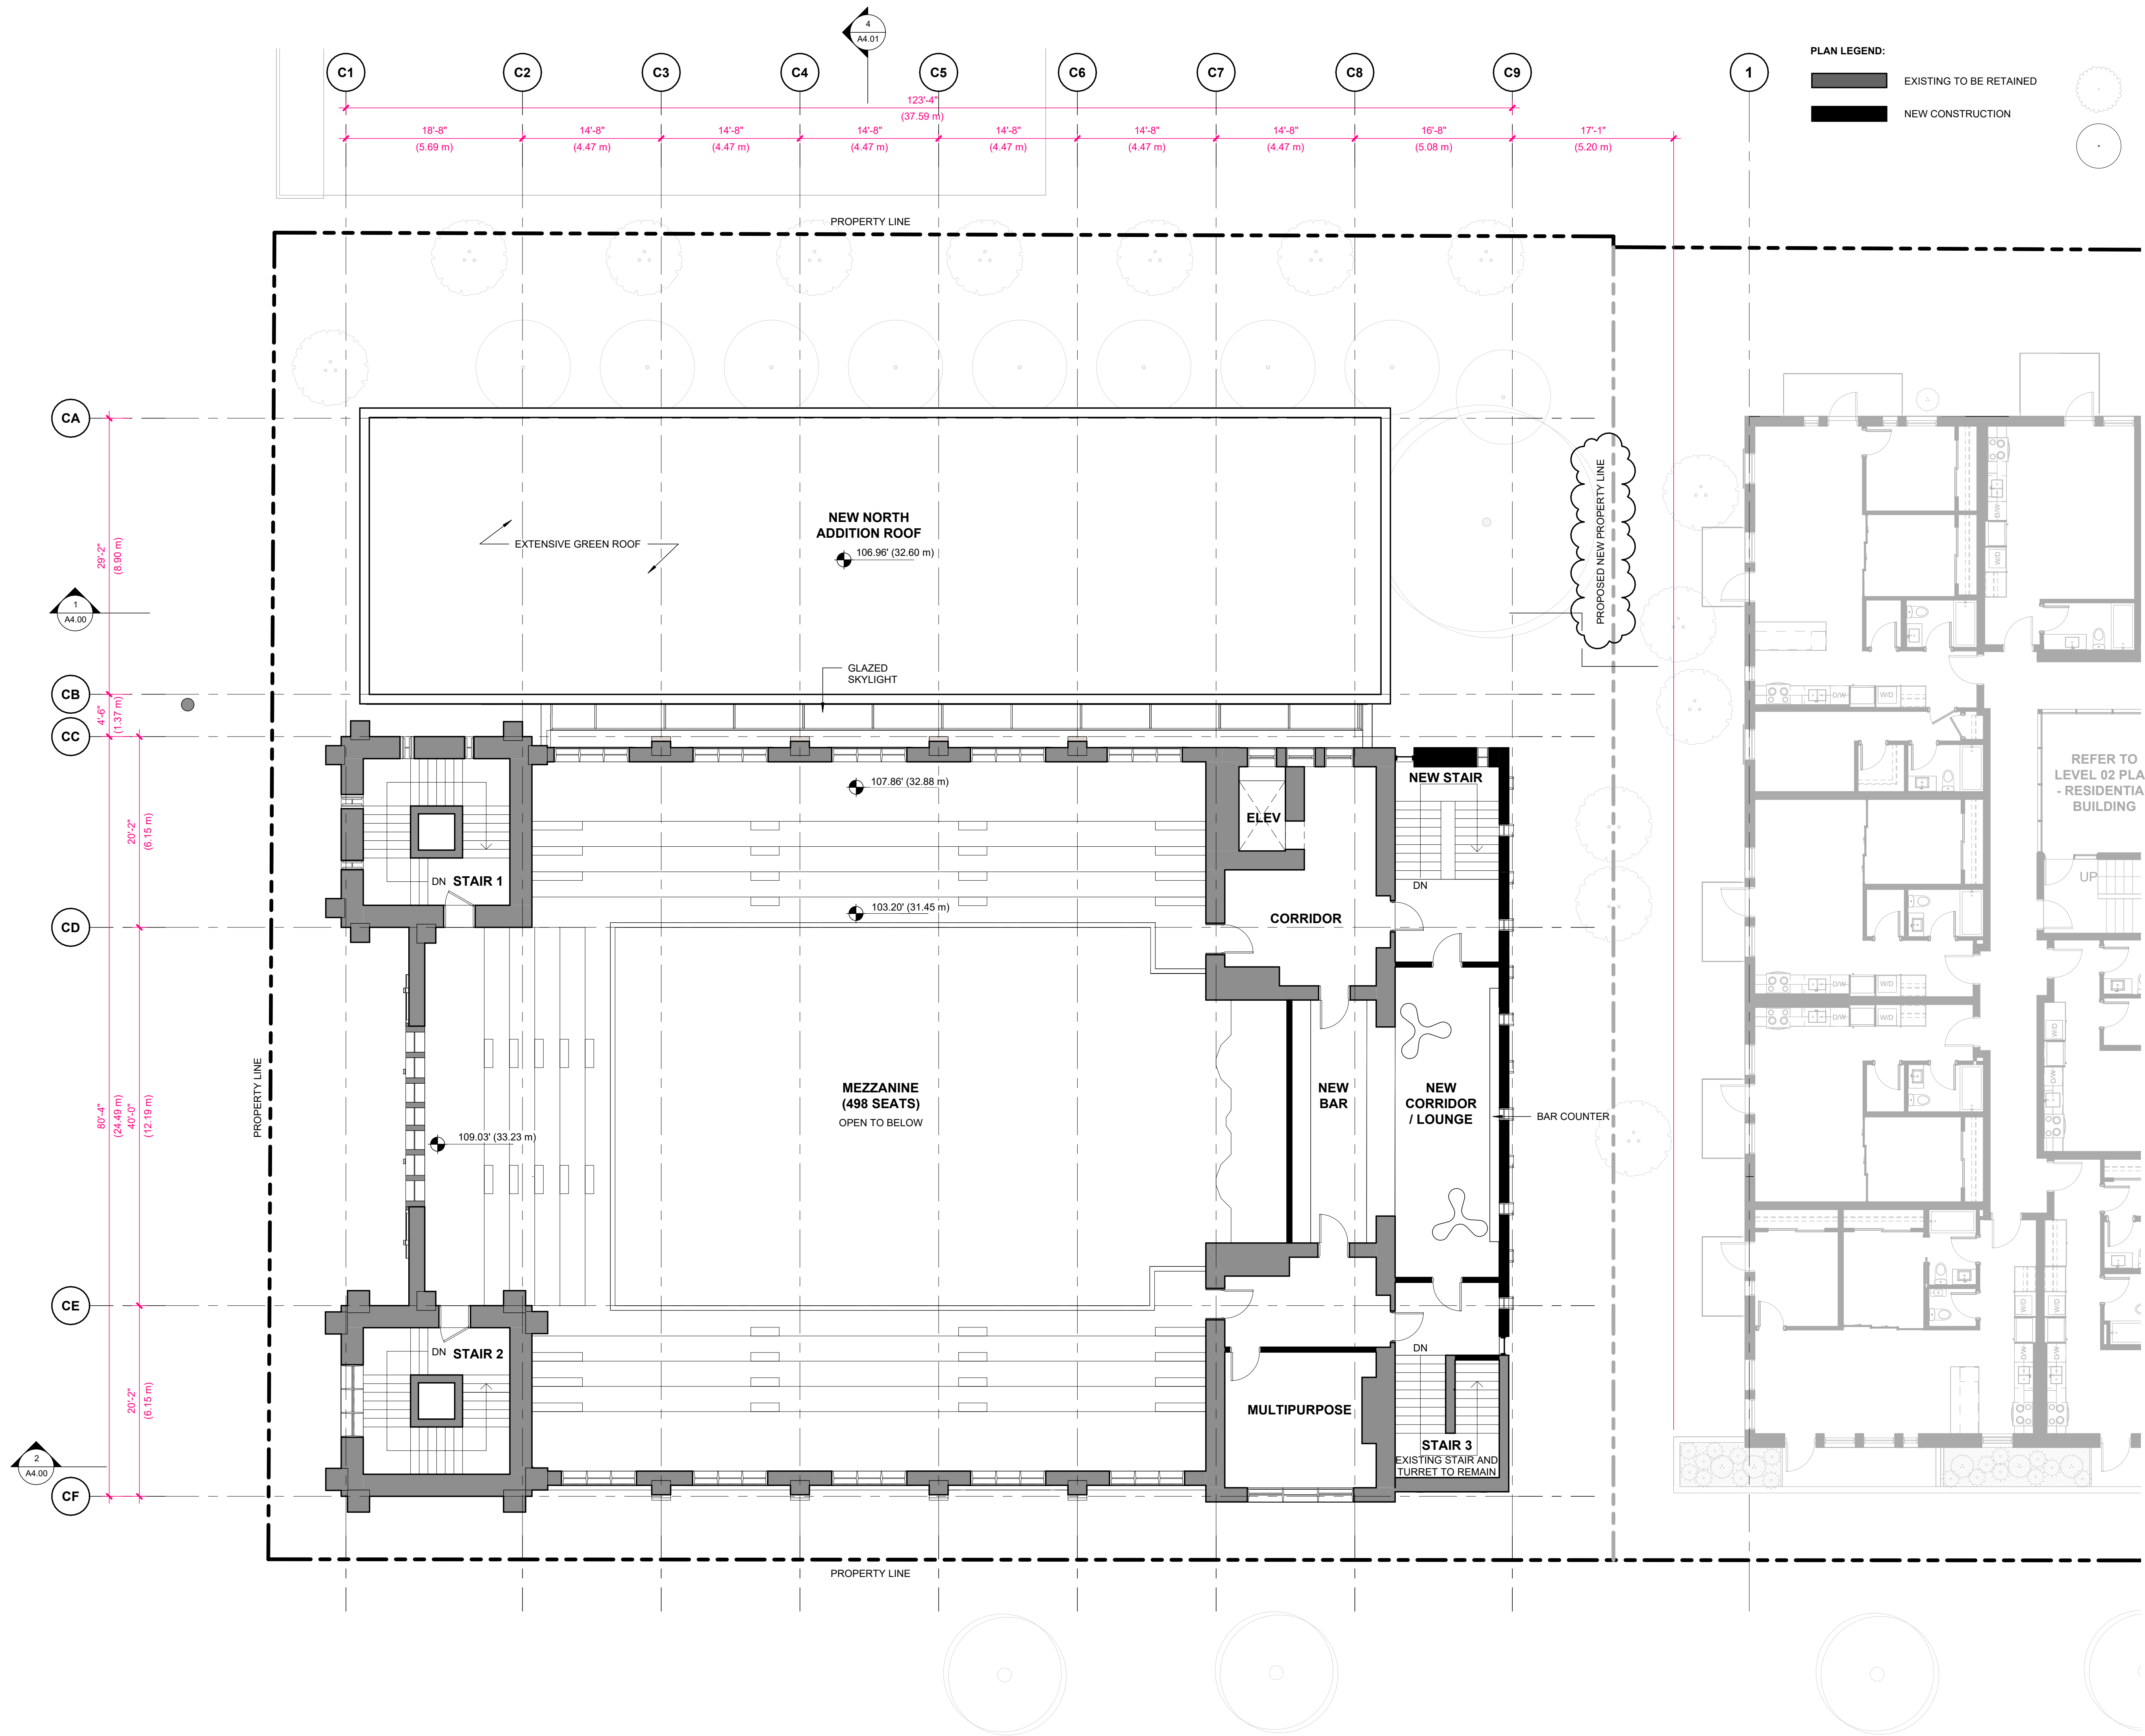 4
A4.01
PLAN LEGEND:
EXISTING TO BE RETAINED
NEW CONSTRUCTION
C1
C2
C3
C4
C5
C6
C7
C8
C9
1
123'-4"
(37.59 m)
18'-8"
(5.69 m)
14'-8"
(4.47 m)
14'-8"
(4.47 m)
14'-8"
(4.47 m)
14'-8"
(4.47 m)
14'-8"
(4.47 m)
14'-8"
(4.47 m)
16'-8"
(5.08 m)
17'-1"
(5.20 m)
PROPERTY LINE
CA
29'-2"
(8.90 m)
1
A4.00
CB
4'-6"
(1.37 m)
CC
20'-2"
(6.15 m)
CD
80'-4"
(24.49 m)
40'-0"
(12.19 m)
CE
20'-2"
(6.15 m)
2
A4.00
CF
PROPERTY LINE
NEW NORTH
ADDITION ROOF
106.96' (32.60 m)
EXTENSIVE GREEN ROOF
GLAZED
SKYLIGHT
PROPOSED NEW PROPERTY LINE
107.86' (32.88 m)
NEW STAIR
ELEV
DN STAIR 1
DN
103.20' (31.45 m)
CORRIDOR
MEZZANINE
(498 SEATS)
OPEN TO BELOW
109.03' (33.23 m)
NEW
BAR
NEW
CORRIDOR
/ LOUNGE
BAR COUNTER
DN STAIR 2
DN
MULTIPURPOSE
STAIR 3
EXISTING STAIR AND
TURRET TO REMAIN
PROPERTY LINE
REFER TO
LEVEL 02 PLA
- RESIDENTIA
BUILDING
UP
D/W
W/D
D/W
W/D
D/W
W/D
D/W
W/D
W/D
D/W
W/D
W/D
D/W
D/W